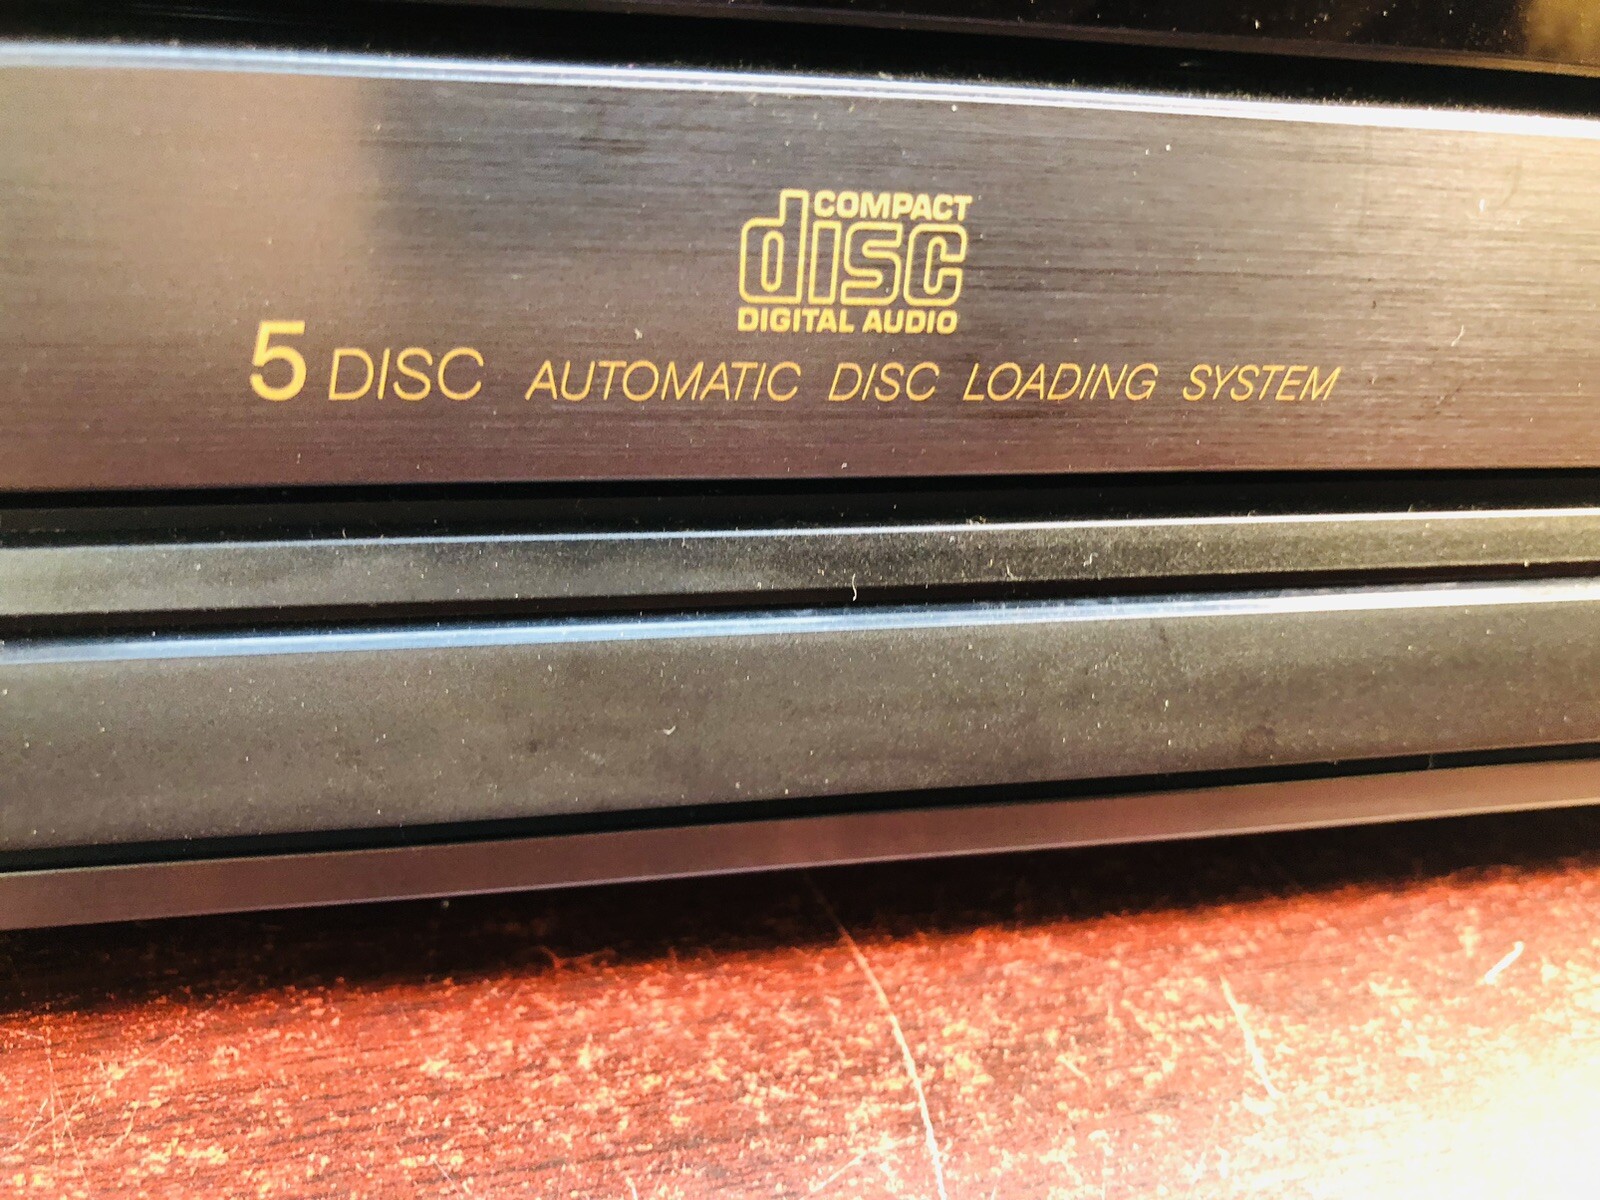 COMPACT
disc
DIGITAL AUDIO
5 DISC AUTOMATIC DISC LOADING SYSTEM